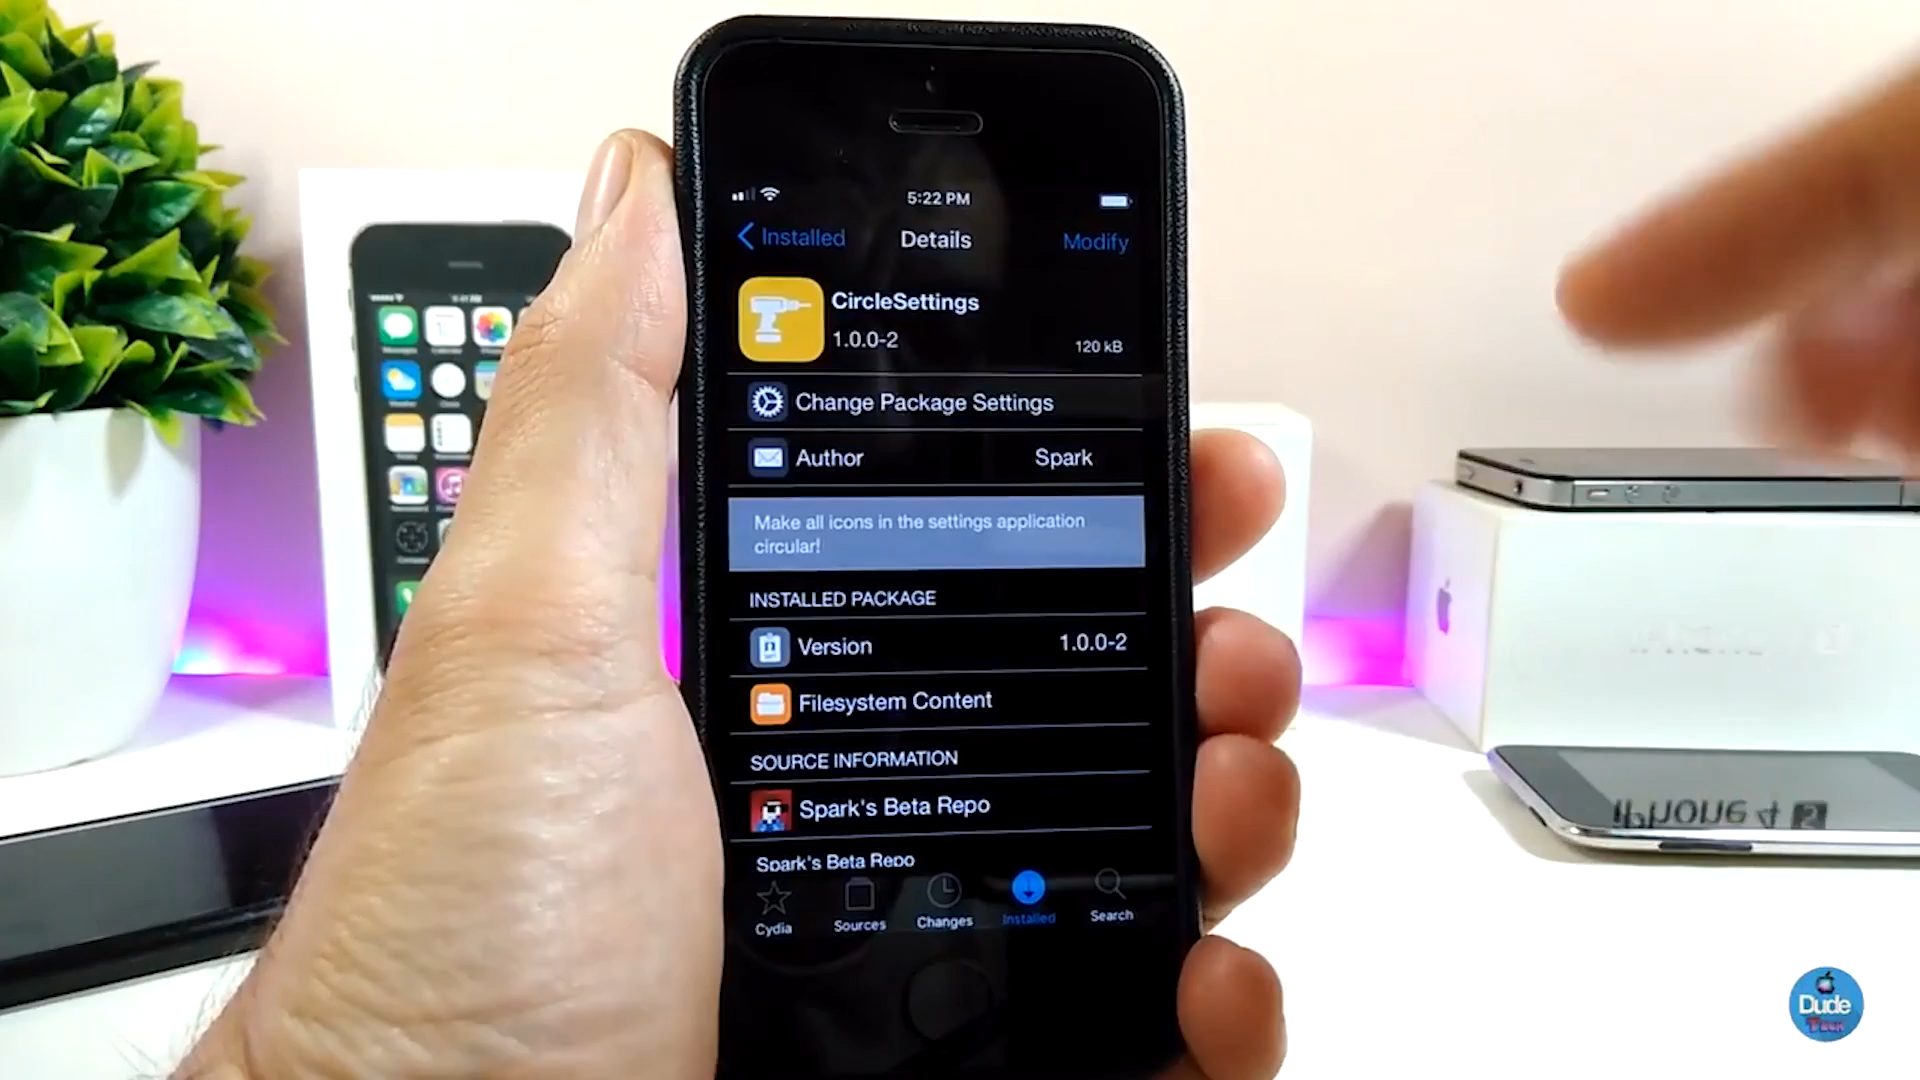 5:22 PM
Installed
Details
Modify
CircleSettings
1.0.0-2
120 kB
Change Package Settings
Author
Spark
Make all icons in the settings application
circular!
INSTALLED PACKAGE
Version
1.0.0-2
Filesystem Content
SOURCE INFORMATION
Spark's Beta Repo
Spark's Beta Repo
Cydia
Sources
Changes
Installed
Search
iPhone 4
Dude
Tech